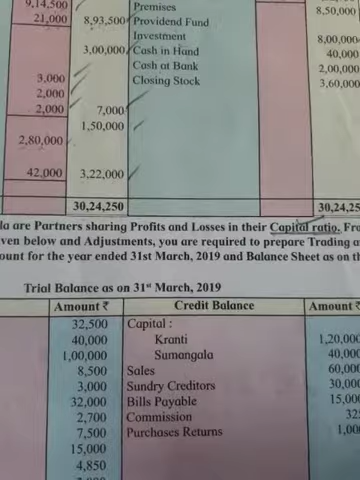 9,14,500 Premises 8,50,000
21,000 8,93,500 Providend Fund
Investment 8,00,000
3,00,000 Cash in Hand 40,000
Cash at Bank 2,00,000
3,000 Closing Stock 3,60,000
2,000
2,000 7,000
1,50,000
2,80,000
42,000 3,22,000
30,24,250 30,24,25
la are Partners sharing Profits and Losses in their Capital ratio. Fro
ven below and Adjustments, you are required to prepare Trading a
ount for the year ended 31st March, 2019 and Balance Sheet as on th
Trial Balance as on 31st March, 2019
Amount ₹ Credit Balance Amount ₹
32,500 Capital :
40,000 Kranti 1,20,000
1,00,000 Sumangala 40,000
8,500 Sales 60,000
3,000 Sundry Creditors 30,000
32,000 Bills Payable 15,000
2,700 Commission 32
7,500 Purchases Returns 1,00
15,000
4,850